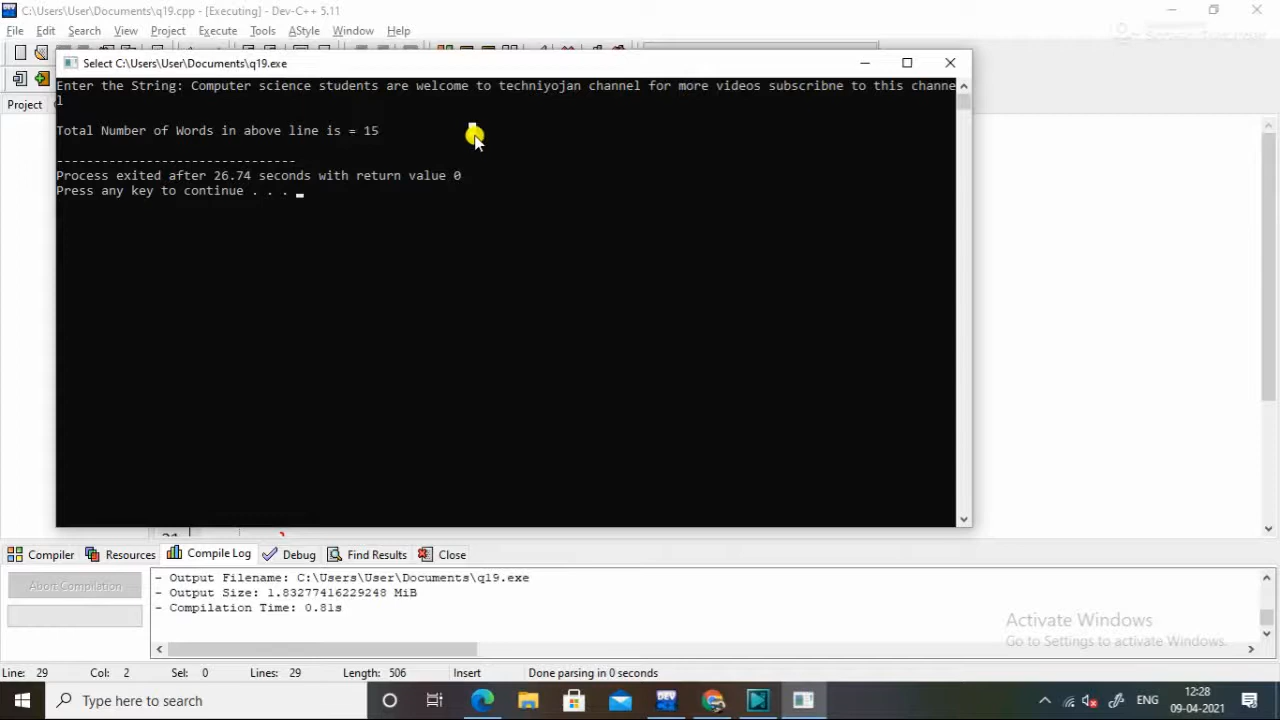 C:\Users\User\Documents\q19.cpp - [Executing] - Dev-C++ 5.11
File Edit Search View Project Execute Tools AStyle Window Help
Select C:\Users\User\Documents\q19.exe
Project
Enter the String: Computer science students are welcome to techniyojan channel for more videos subscribne to this channe
l
Total Number of Words in above line is = 15
--------------------------------
Process exited after 26.74 seconds with return value 0
Press any key to continue . . .
Compiler Resources Compile Log Debug Find Results Close
Abort Compilation
- Output Filename: C:\Users\User\Documents\q19.exe
- Output Size: 1.83277416229248 MiB
- Compilation Time: 0.81s
Activate Windows
Go to Settings to activate Windows.
Line: 29 Col: 2 Sel: 0 Lines: 29 Length: 506 Insert Done parsing in 0 seconds
Type here to search
DEV
ENG
12:28
09-04-2021